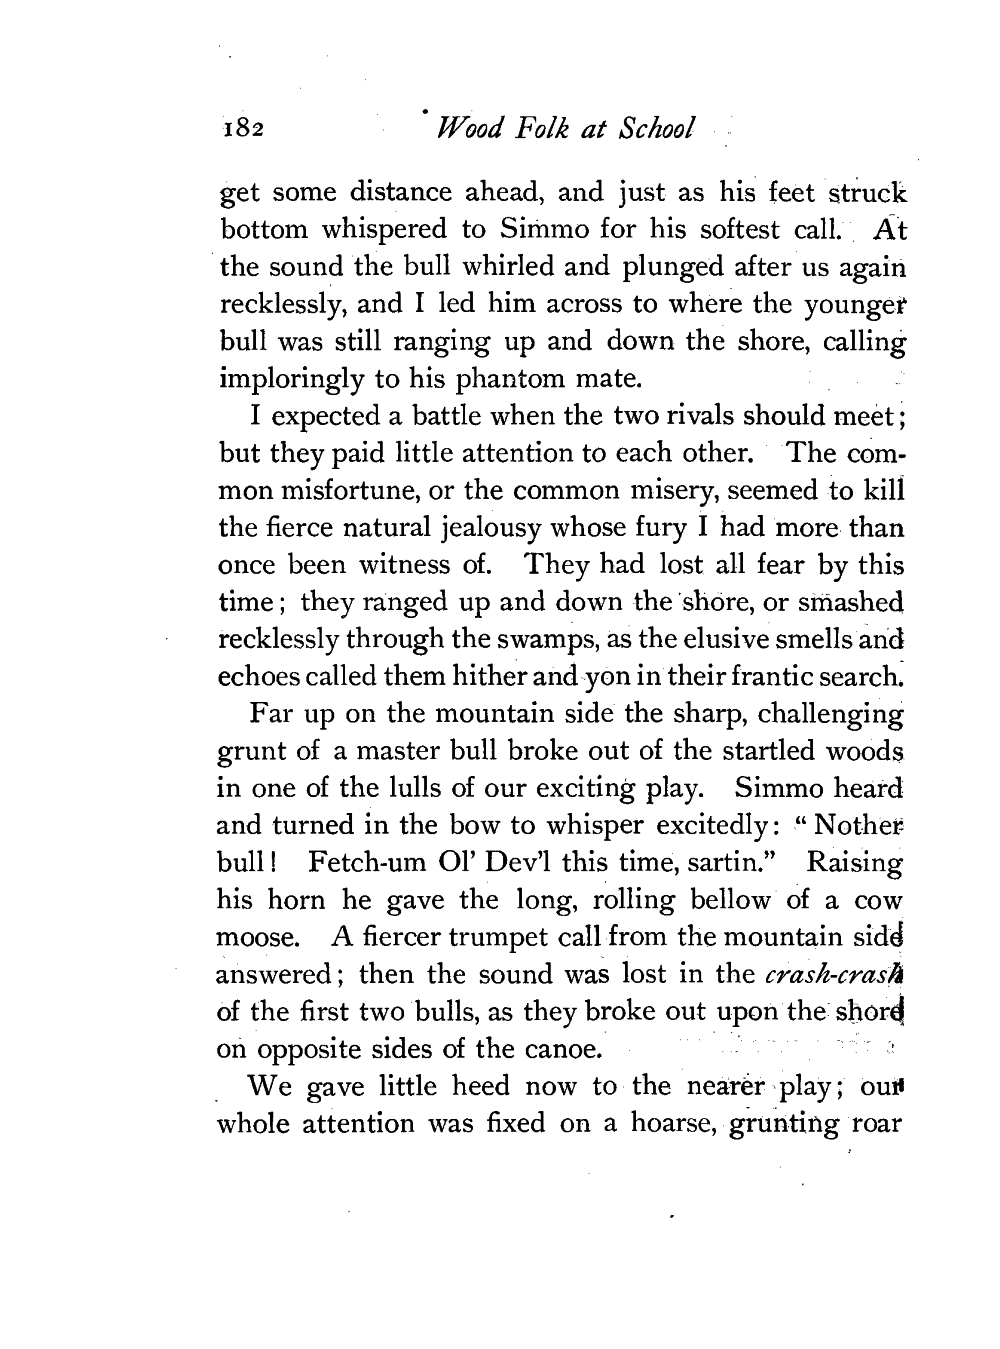 182 Wood Folk at School
get some distance ahead, and just as his feet struck
bottom whispered to Simmo for his softest call. At
the sound the bull whirled and plunged after us again
recklessly, and I led him across to where the younger
bull was still ranging up and down the shore, calling
imploringly to his phantom mate.
I expected a battle when the two rivals should meet;
but they paid little attention to each other. The com-
mon misfortune, or the common misery, seemed to kill
the fierce natural jealousy whose fury I had more than
once been witness of. They had lost all fear by this
time; they ranged up and down the shore, or smashed
recklessly through the swamps, as the elusive smells and
echoes called them hither and yon in their frantic search.
Far up on the mountain side the sharp, challenging
grunt of a master bull broke out of the startled woods
in one of the lulls of our exciting play. Simmo heard
and turned in the bow to whisper excitedly: “Nother
bull! Fetch-um Ol’ Dev’l this time, sartin.” Raising
his horn he gave the long, rolling bellow of a cow
moose. A fiercer trumpet call from the mountain side
answered; then the sound was lost in the crash-crash
of the first two bulls, as they broke out upon the shore
on opposite sides of the canoe.
We gave little heed now to the nearer play; our
whole attention was fixed on a hoarse, grunting roar